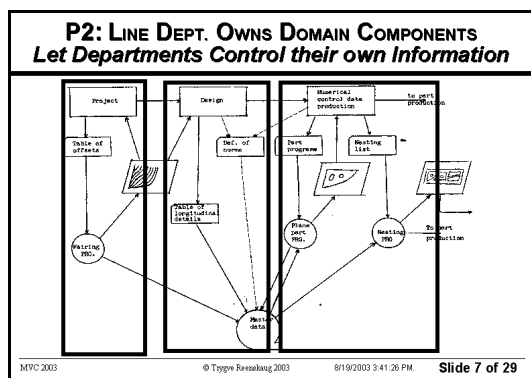 P2: LINE DEPT. OWNS DOMAIN COMPONENTS
Let Departments Control their own Information
Project
Design
Numerical
control data
production
to part
production
Table of
offsets
Def. of
norms
Part
programs
Nesting
list
Table of
longitudinal
details
Fairing
PRG.
Plane
part
PRG.
Nesting
PRG
To part
production
Master
data
MVC 2003
© Trygve Reenskaug 2003
8/19/2003 3:41:26 PM.
Slide 7 of 29